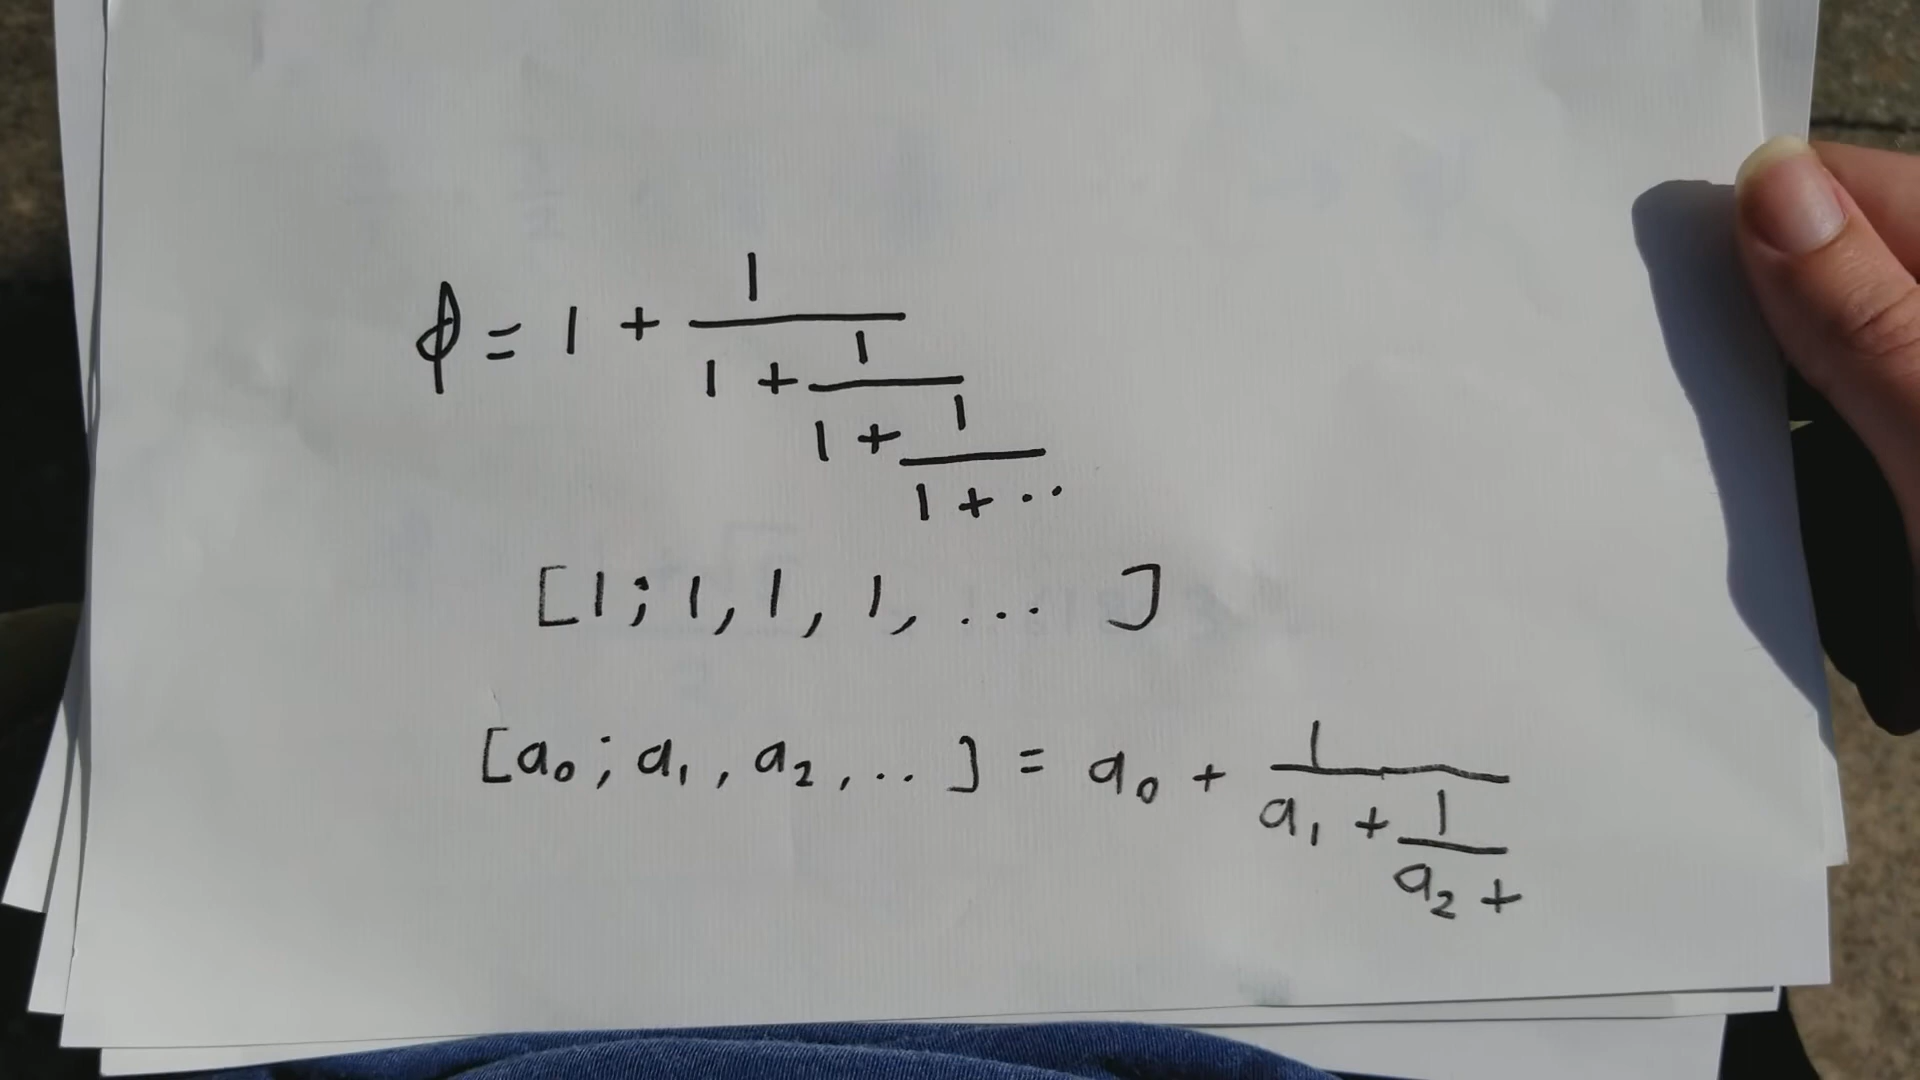 ϕ = 1 + 1/(1 + 1/(1 + 1/(1 + ..
[1; 1, 1, 1, ... ]
[a₀; a₁, a₂, .. ] = a₀ + 1/(a₁ + 1/(a₂ +